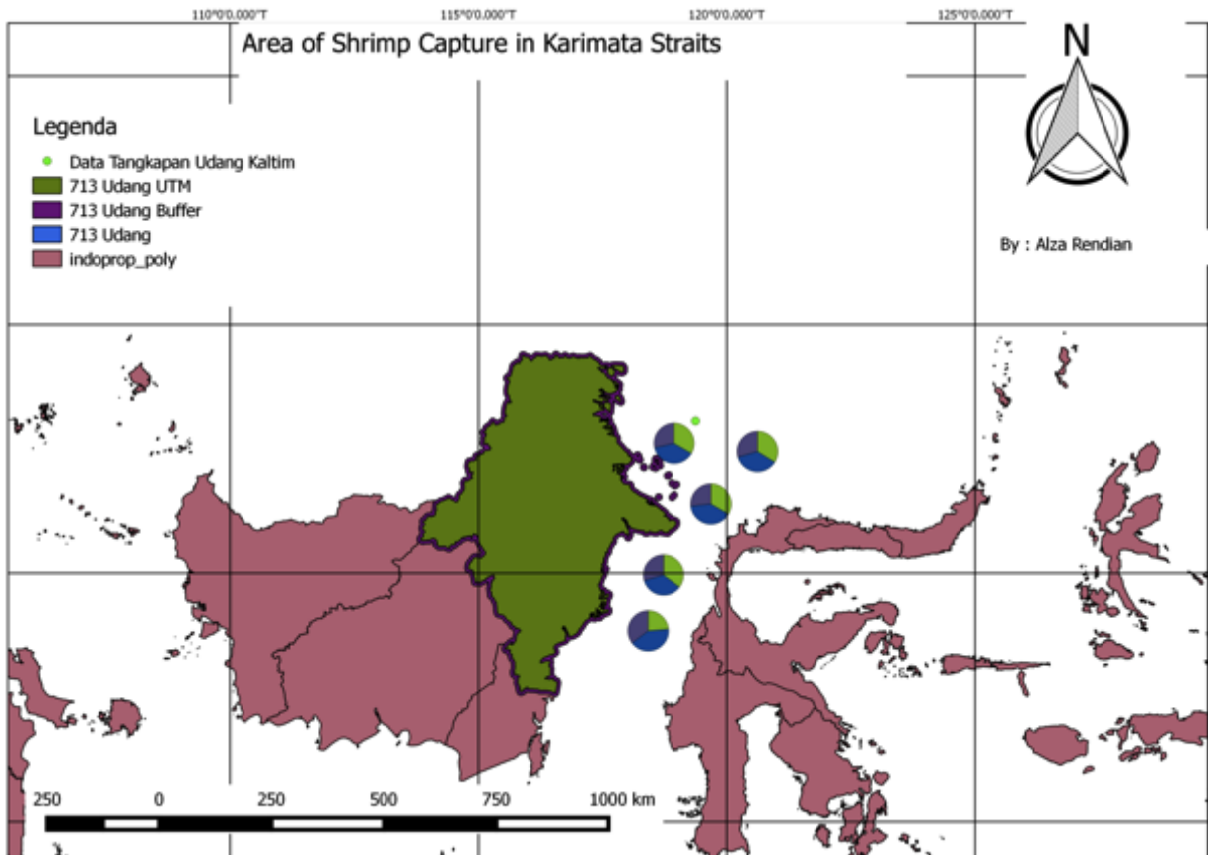 110°0'0.000"T 115°0'0.000"T 120°0'0.000"T 125°0'0.000"T
Area of Shrimp Capture in Karimata Straits
N
Legenda
Data Tangkapan Udang Kaltim
713 Udang UTM
713 Udang Buffer
713 Udang
indoprop_poly
By : Alza Rendian
250 0 250 500 750 1000 km